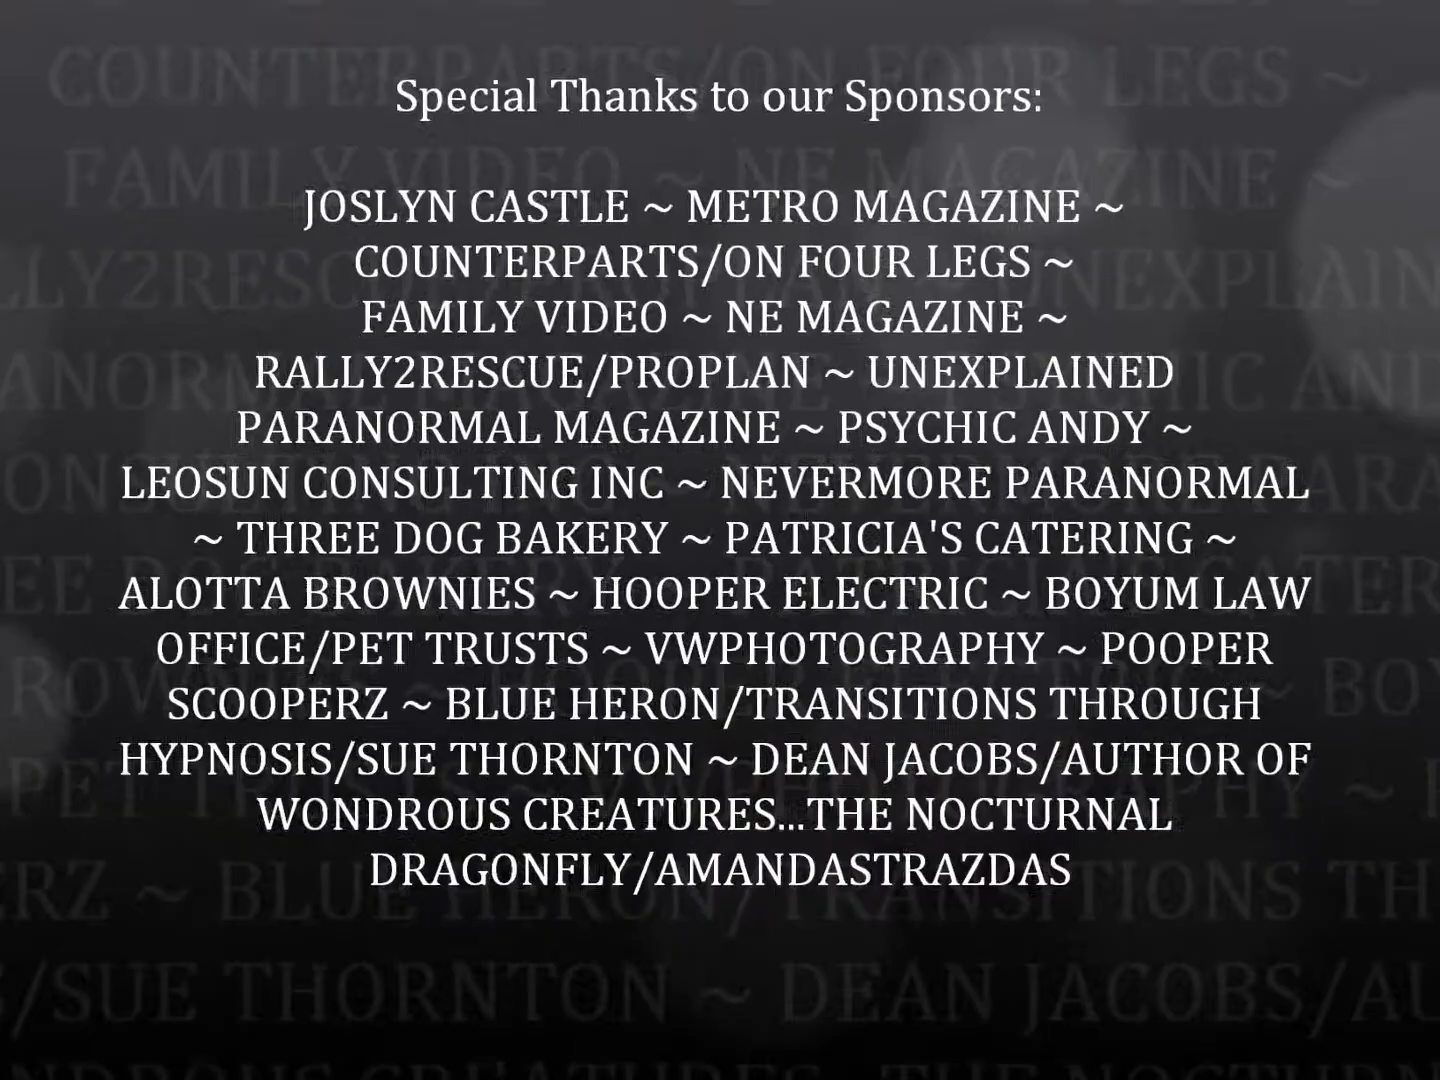 Special Thanks to our Sponsors:
JOSLYN CASTLE ~ METRO MAGAZINE ~
COUNTERPARTS/ON FOUR LEGS ~
FAMILY VIDEO ~ NE MAGAZINE ~
RALLY2RESCUE/PROPLAN ~ UNEXPLAINED
PARANORMAL MAGAZINE ~ PSYCHIC ANDY ~
LEOSUN CONSULTING INC ~ NEVERMORE PARANORMAL
~ THREE DOG BAKERY ~ PATRICIA'S CATERING ~
ALOTTA BROWNIES ~ HOOPER ELECTRIC ~ BOYUM LAW
OFFICE/PET TRUSTS ~ VWPHOTOGRAPHY ~ POOPER
SCOOPERZ ~ BLUE HERON/TRANSITIONS THROUGH
HYPNOSIS/SUE THORNTON ~ DEAN JACOBS/AUTHOR OF
WONDROUS CREATURES...THE NOCTURNAL
DRAGONFLY/AMANDASTRAZDAS